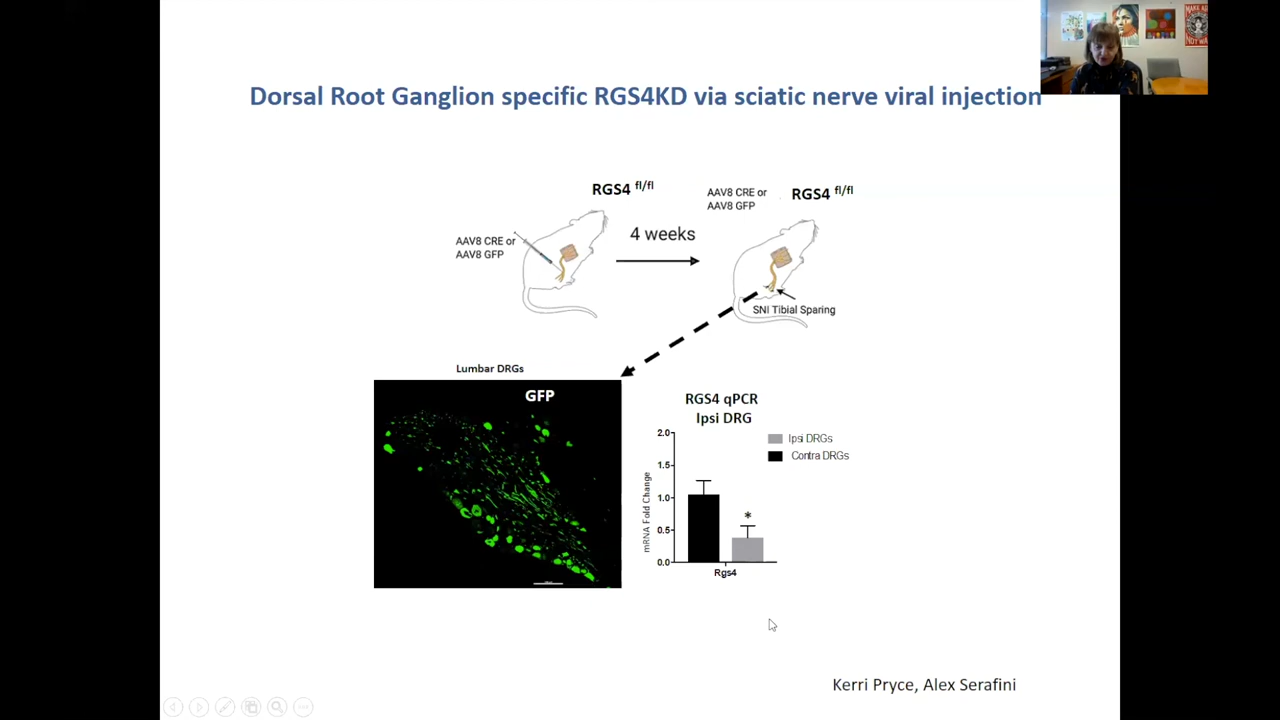 Dorsal Root Ganglion specific RGS4KD via sciatic nerve viral injection
RGS4 fl/fl
AAV8 CRE or
AAV8 GFP
4 weeks
AAV8 CRE or
AAV8 GFP
RGS4 fl/fl
SNI Tibial Sparing
Lumbar DRGs
GFP
RGS4 qPCR
Ipsi DRG
Ipsi DRGs
Contra DRGs
mRNA Fold Change
2.0
1.5
1.0
0.5
0.0
*
Rgs4
Kerri Pryce, Alex Serafini
MAKE
NOT WA